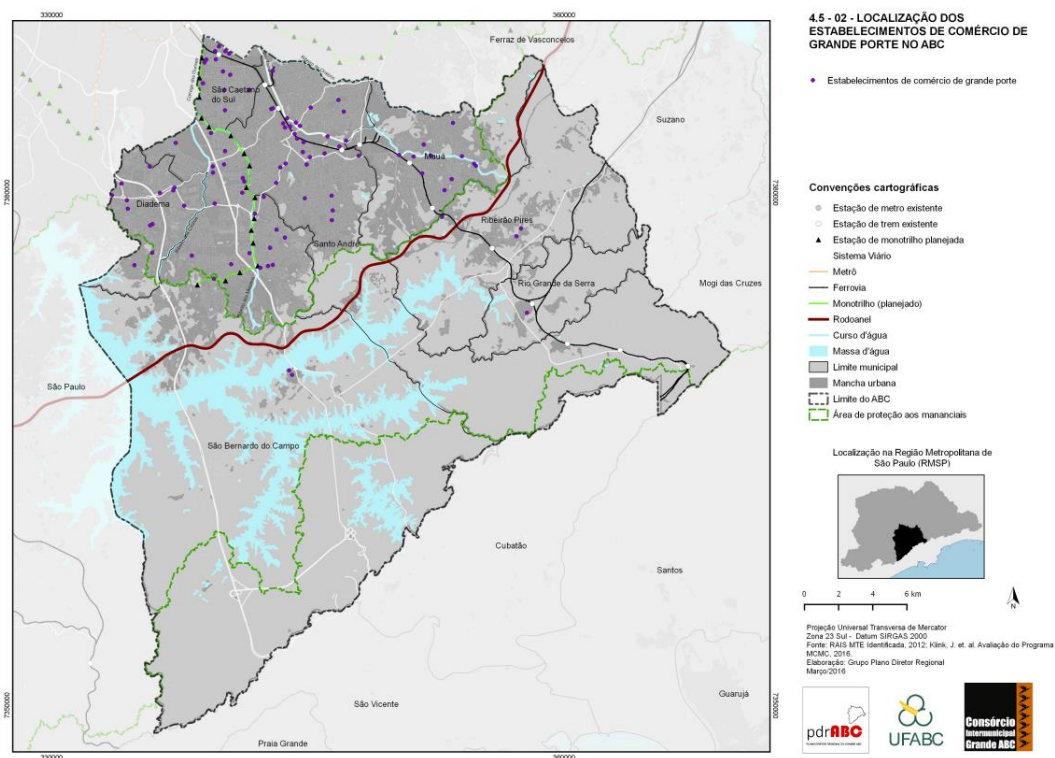 330000
360000
Ferraz de Vasconcelos
São Caetano
do Sul
Suzano
Mauá
7380000
7380000
Diadema
Ribeirão Pires
Santo André
Rio Grande da Serra
Mogi das Cruzes
São Paulo
São Bernardo do Campo
Cubatão
Santos
7350000
7350000
Guarujá
São Vicente
Praia Grande
330000
360000
4.5 - 02 - LOCALIZAÇÃO DOS
ESTABELECIMENTOS DE COMÉRCIO DE
GRANDE PORTE NO ABC
Estabelecimentos de comércio de grande porte
Convenções cartográficas
Estação de metro existente
Estação de trem existente
Estação de monotrilho planejada
Sistema Viário
Metrô
Ferrovia
Monotrilho (planejado)
Rodoanel
Curso d'água
Massa d'água
Limite municipal
Mancha urbana
Limite do ABC
Área de proteção aos mananciais
Localização na Região Metropolitana de
São Paulo (RMSP)
0 2 4 6 km
N
Projeção Universal Transversa de Mercator
Zona 23 Sul - Datum SIRGAS 2000
Fonte: RAIS MTE Identificada, 2012; Klink, J. et. al. Avaliação do Programa
MCMC, 2016.
Elaboração: Grupo Plano Diretor Regional
Março/2016
pdrABC
UFABC
Consórcio
Intermunicipal
Grande ABC